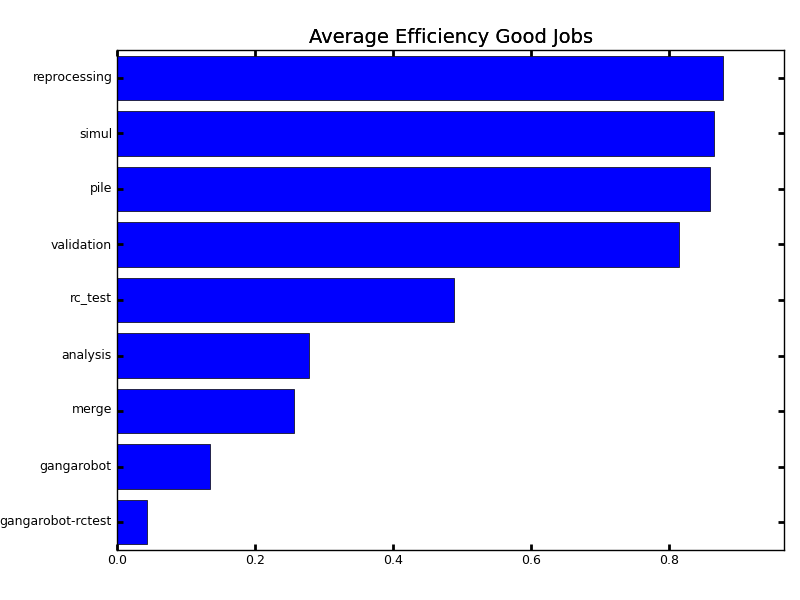 Average Efficiency Good Jobs
reprocessing
simul
pile
validation
rc_test
analysis
merge
gangarobot
gangarobot-rctest
0.0 0.2 0.4 0.6 0.8